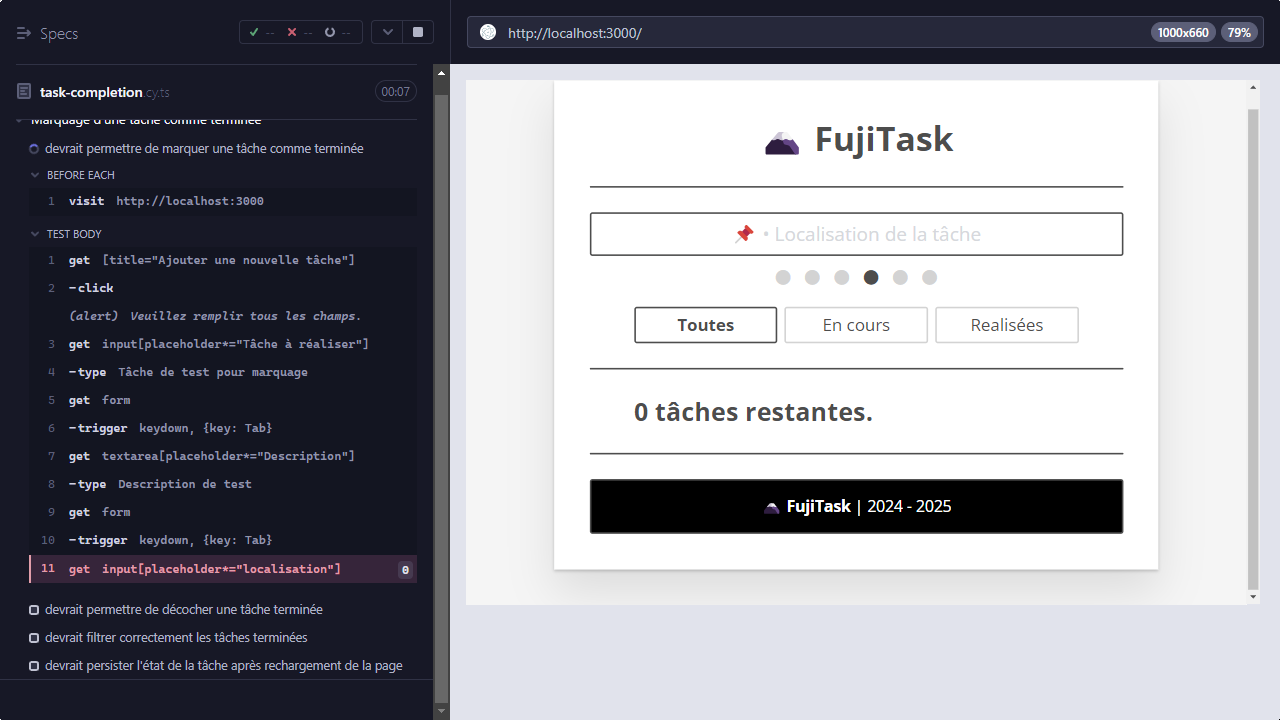 Specs
--
--
--
http://localhost:3000/
1000x660
79%
task-completion.cy.ts
00:07
Marquage d'une tâche comme terminée
devrait permettre de marquer une tâche comme terminée
BEFORE EACH
1 visit http://localhost:3000
TEST BODY
1 get [title="Ajouter une nouvelle tâche"]
2 -click
(alert) Veuillez remplir tous les champs.
3 get input[placeholder*="Tâche à réaliser"]
4 -type Tâche de test pour marquage
5 get form
6 -trigger keydown, {key: Tab}
7 get textarea[placeholder*="Description"]
8 -type Description de test
9 get form
10 -trigger keydown, {key: Tab}
11 get input[placeholder*="localisation"] 0
devrait permettre de décocher une tâche terminée
devrait filtrer correctement les tâches terminées
devrait persister l'état de la tâche après rechargement de la page
FujiTask
📌 • Localisation de la tâche
Toutes
En cours
Realisées
0 tâches restantes.
FujiTask | 2024 - 2025